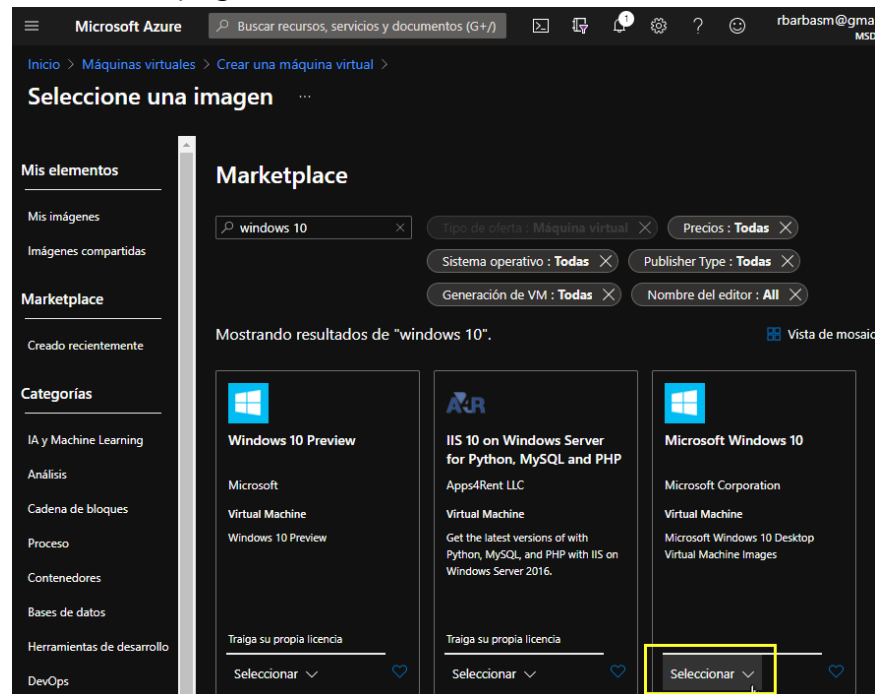 Microsoft Azure
Buscar recursos, servicios y documentos (G+/)
1
rbarbasm@gma
MSD
Inicio > Máquinas virtuales > Crear una máquina virtual >
Seleccione una imagen ...
Mis elementos
Mis imágenes
Imágenes compartidas
Marketplace
Creado recientemente
Categorías
IA y Machine Learning
Análisis
Cadena de bloques
Proceso
Contenedores
Bases de datos
Herramientas de desarrollo
DevOps
Marketplace
windows 10
Tipo de oferta : Máquina virtual
Precios : Todas
Sistema operativo : Todas
Publisher Type : Todas
Generación de VM : Todas
Nombre del editor : All
Mostrando resultados de "windows 10".
Vista de mosaic
Windows 10 Preview
Microsoft
Virtual Machine
Windows 10 Preview
Traiga su propia licencia
Seleccionar
A4R
IIS 10 on Windows Server
for Python, MySQL and PHP
Apps4Rent LLC
Virtual Machine
Get the latest versions of with
Python, MySQL, and PHP with IIS on
Windows Server 2016.
Traiga su propia licencia
Seleccionar
Microsoft Windows 10
Microsoft Corporation
Virtual Machine
Microsoft Windows 10 Desktop
Virtual Machine Images
Seleccionar